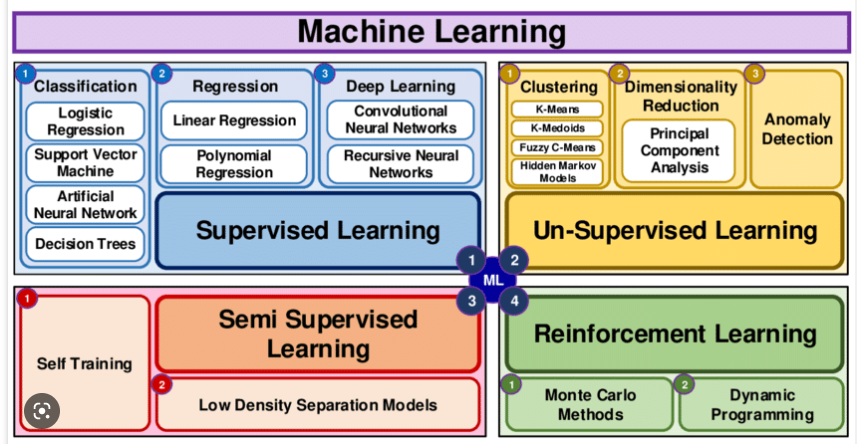 Machine Learning
1
Classification
Logistic
Regression
Support Vector
Machine
Artificial
Neural Network
Decision Trees
2
Regression
Linear Regression
Polynomial
Regression
3
Deep Learning
Convolutional
Neural Networks
Recursive Neural
Networks
Supervised Learning
1
Clustering
K-Means
K-Medoids
Fuzzy C-Means
Hidden Markov
Models
2
Dimensionality
Reduction
Principal
Component
Analysis
3
Anomaly
Detection
Un-Supervised Learning
1
2
ML
3
4
1
Self Training
Semi Supervised
Learning
2
Low Density Separation Models
Reinforcement Learning
1
Monte Carlo
Methods
2
Dynamic
Programming